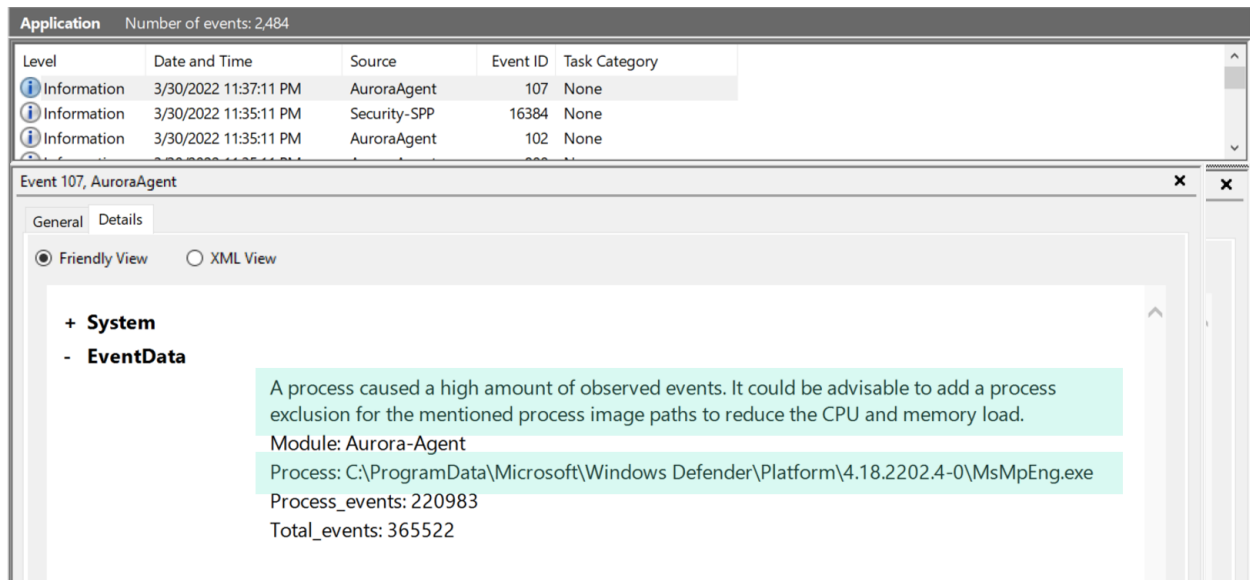 Application Number of events: 2,484
Level Date and Time Source Event ID Task Category
Information 3/30/2022 11:37:11 PM AuroraAgent 107 None
Information 3/30/2022 11:35:11 PM Security-SPP 16384 None
Information 3/30/2022 11:35:11 PM AuroraAgent 102 None
Event 107, AuroraAgent
General Details
Friendly View XML View
+ System
- EventData
A process caused a high amount of observed events. It could be advisable to add a process
exclusion for the mentioned process image paths to reduce the CPU and memory load.
Module: Aurora-Agent
Process: C:\ProgramData\Microsoft\Windows Defender\Platform\4.18.2202.4-0\MsMpEng.exe
Process_events: 220983
Total_events: 365522